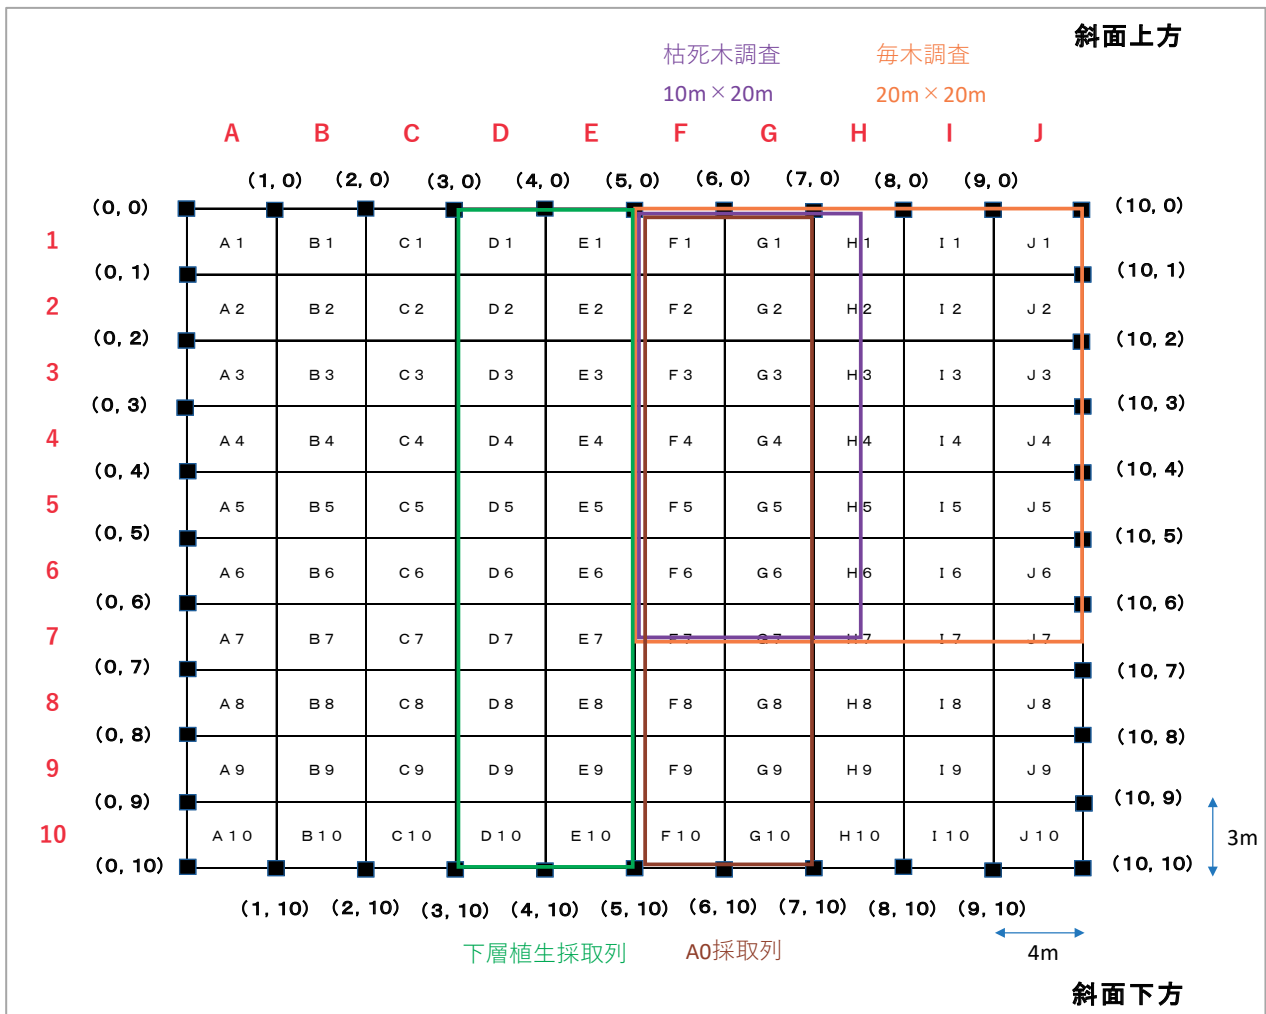 斜面上方
枯死木調査 毎木調査
10m×20m 20m×20m
A B C D E F G H I J
(1, 0) (2, 0) (3, 0) (4, 0) (5, 0) (6, 0) (7, 0) (8, 0) (9, 0)
(0, 0) (10, 0)
1 A1 B1 C1 D1 E1 F1 G1 H1 I1 J1
(0, 1) (10, 1)
2 A2 B2 C2 D2 E2 F2 G2 H2 I2 J2
(0, 2) (10, 2)
3 A3 B3 C3 D3 E3 F3 G3 H3 I3 J3
(0, 3) (10, 3)
4 A4 B4 C4 D4 E4 F4 G4 H4 I4 J4
(0, 4) (10, 4)
5 A5 B5 C5 D5 E5 F5 G5 H5 I5 J5
(0, 5) (10, 5)
6 A6 B6 C6 D6 E6 F6 G6 H6 I6 J6
(0, 6) (10, 6)
7 A7 B7 C7 D7 E7 F7 G7 H7 I7 J7
(0, 7) (10, 7)
8 A8 B8 C8 D8 E8 F8 G8 H8 I8 J8
(0, 8) (10, 8)
9 A9 B9 C9 D9 E9 F9 G9 H9 I9 J9
(0, 9) (10, 9)
10 A10 B10 C10 D10 E10 F10 G10 H10 I10 J10 3m
(0, 10) (10, 10)
(1, 10) (2, 10) (3, 10) (4, 10) (5, 10) (6, 10) (7, 10) (8, 10) (9, 10)
下層植生採取列 A0採取列 4m
斜面下方